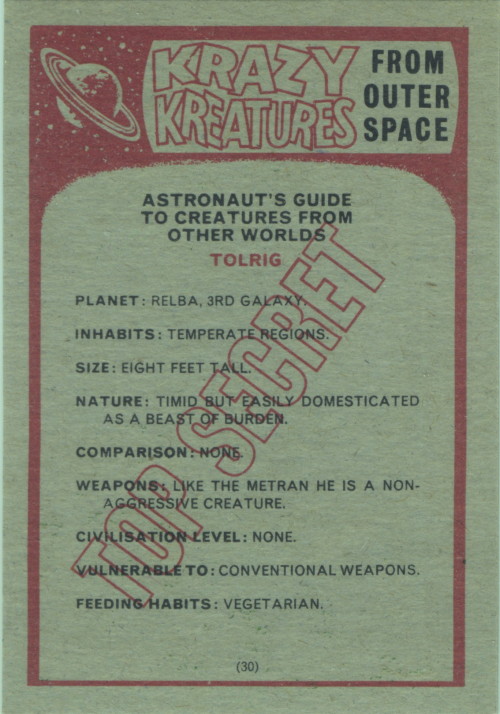 KRAZY
KREATURES
FROM
OUTER
SPACE
ASTRONAUT'S GUIDE
TO CREATURES FROM
OTHER WORLDS
TOLRIG
PLANET: RELBA, 3RD GALAXY.
INHABITS: TEMPERATE REGIONS.
SIZE: EIGHT FEET TALL.
NATURE: TIMID BUT EASILY DOMESTICATED
AS A BEAST OF BURDEN.
COMPARISON: NONE.
WEAPONS: LIKE THE METRAN HE IS A NON-
AGGRESSIVE CREATURE.
CIVILISATION LEVEL: NONE.
VULNERABLE TO: CONVENTIONAL WEAPONS.
FEEDING HABITS: VEGETARIAN.
TOP SECRET
(30)